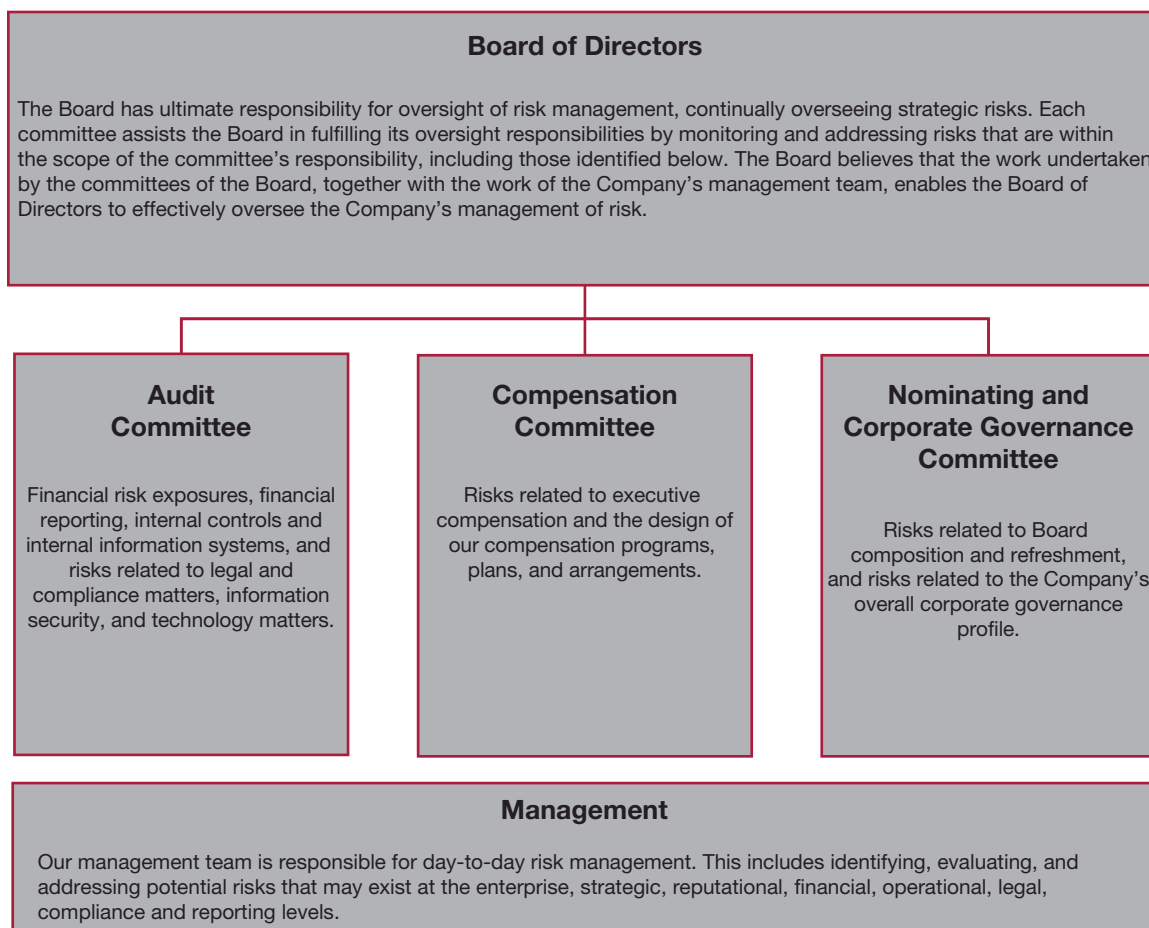 Board of Directors
The Board has ultimate responsibility for oversight of risk management, continually overseeing strategic risks. Each
committee assists the Board in fulfilling its oversight responsibilities by monitoring and addressing risks that are within
the scope of the committee’s responsibility, including those identified below. The Board believes that the work undertaken
by the committees of the Board, together with the work of the Company’s management team, enables the Board of
Directors to effectively oversee the Company’s management of risk.
Audit
Committee
Financial risk exposures, financial
reporting, internal controls and
internal information systems, and
risks related to legal and
compliance matters, information
security, and technology matters.
Compensation
Committee
Risks related to executive
compensation and the design of
our compensation programs,
plans, and arrangements.
Nominating and
Corporate Governance
Committee
Risks related to Board
composition and refreshment,
and risks related to the Company’s
overall corporate governance
profile.
Management
Our management team is responsible for day-to-day risk management. This includes identifying, evaluating, and
addressing potential risks that may exist at the enterprise, strategic, reputational, financial, operational, legal,
compliance and reporting levels.